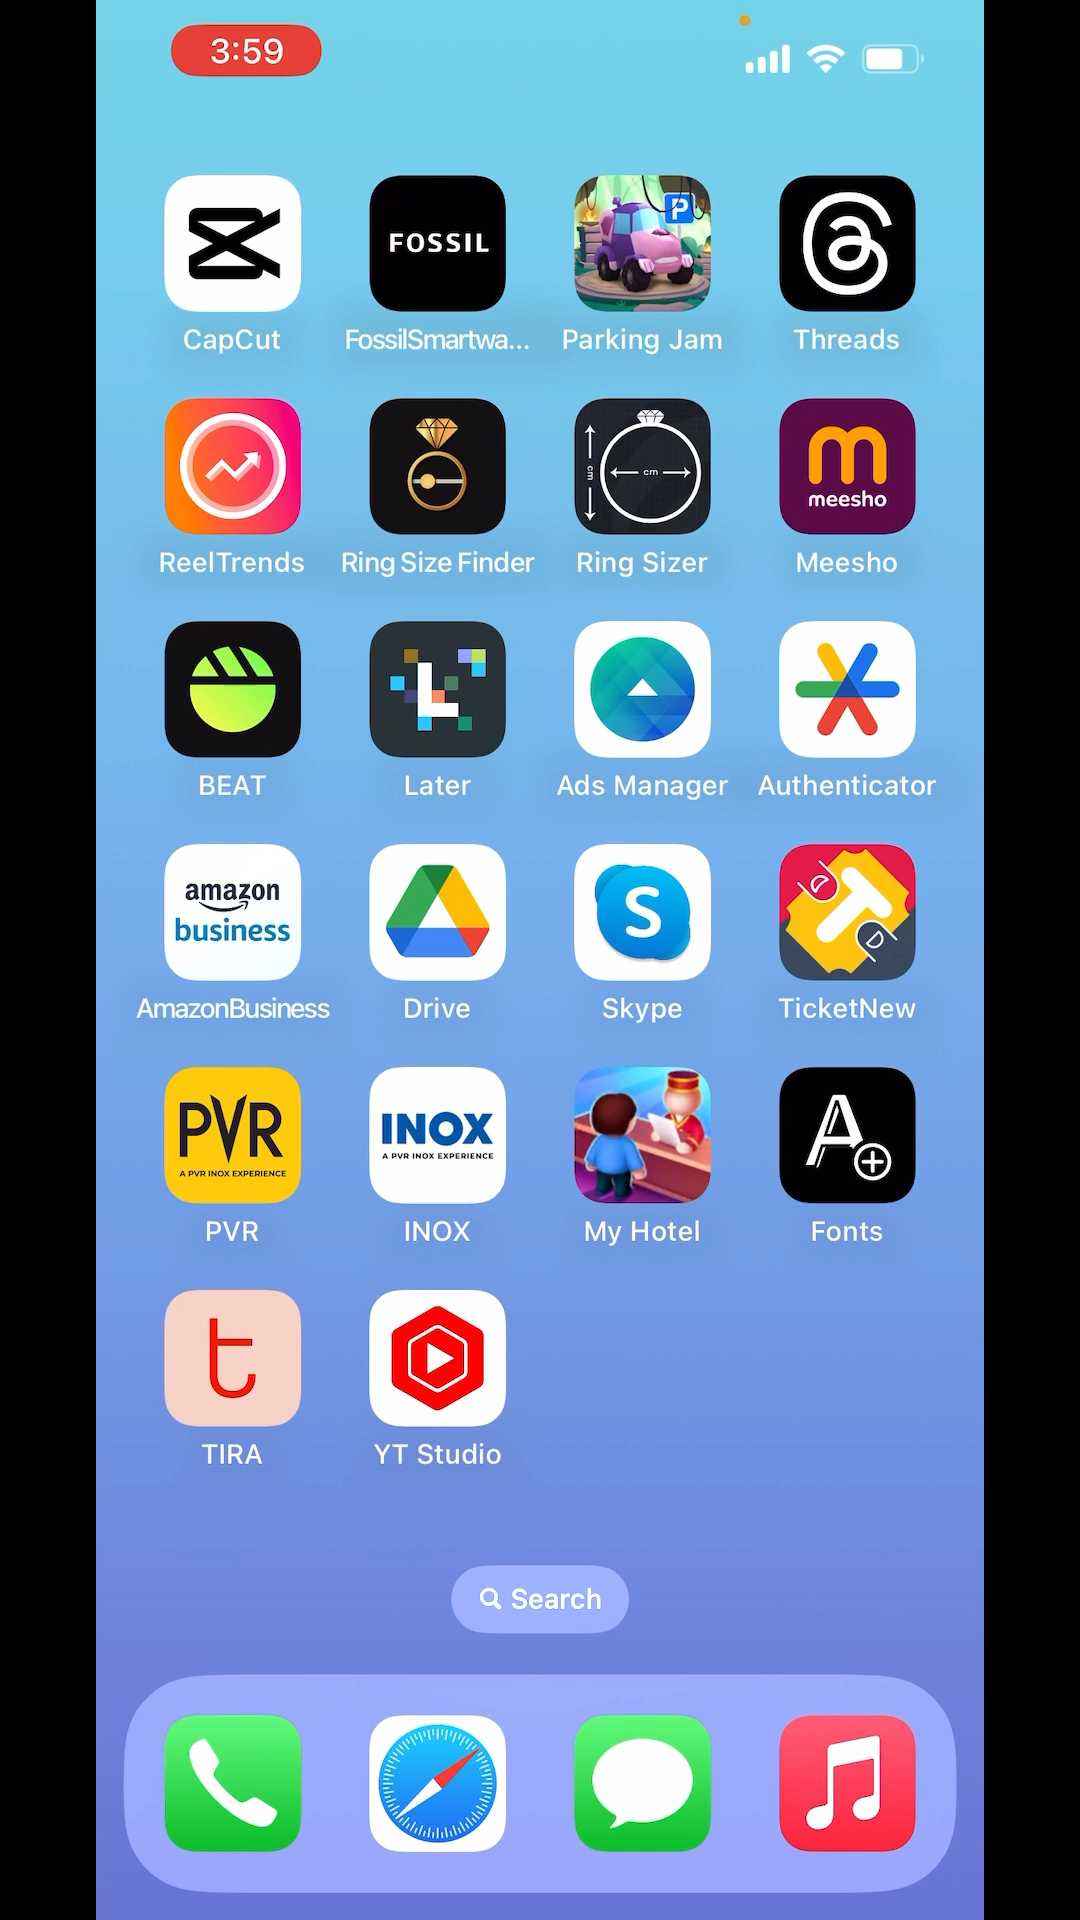 3:59
FOSSIL
P
CapCut
FossilSmartwa...
Parking Jam
Threads
cm
cm
meesho
ReelTrends
Ring Size Finder
Ring Sizer
Meesho
L
BEAT
Later
Ads Manager
Authenticator
amazon
business
S
T
AmazonBusiness
Drive
Skype
TicketNew
PVR
A PVR INOX EXPERIENCE
INOX
A PVR INOX EXPERIENCE
A
PVR
INOX
My Hotel
Fonts
t
TIRA
YT Studio
Search